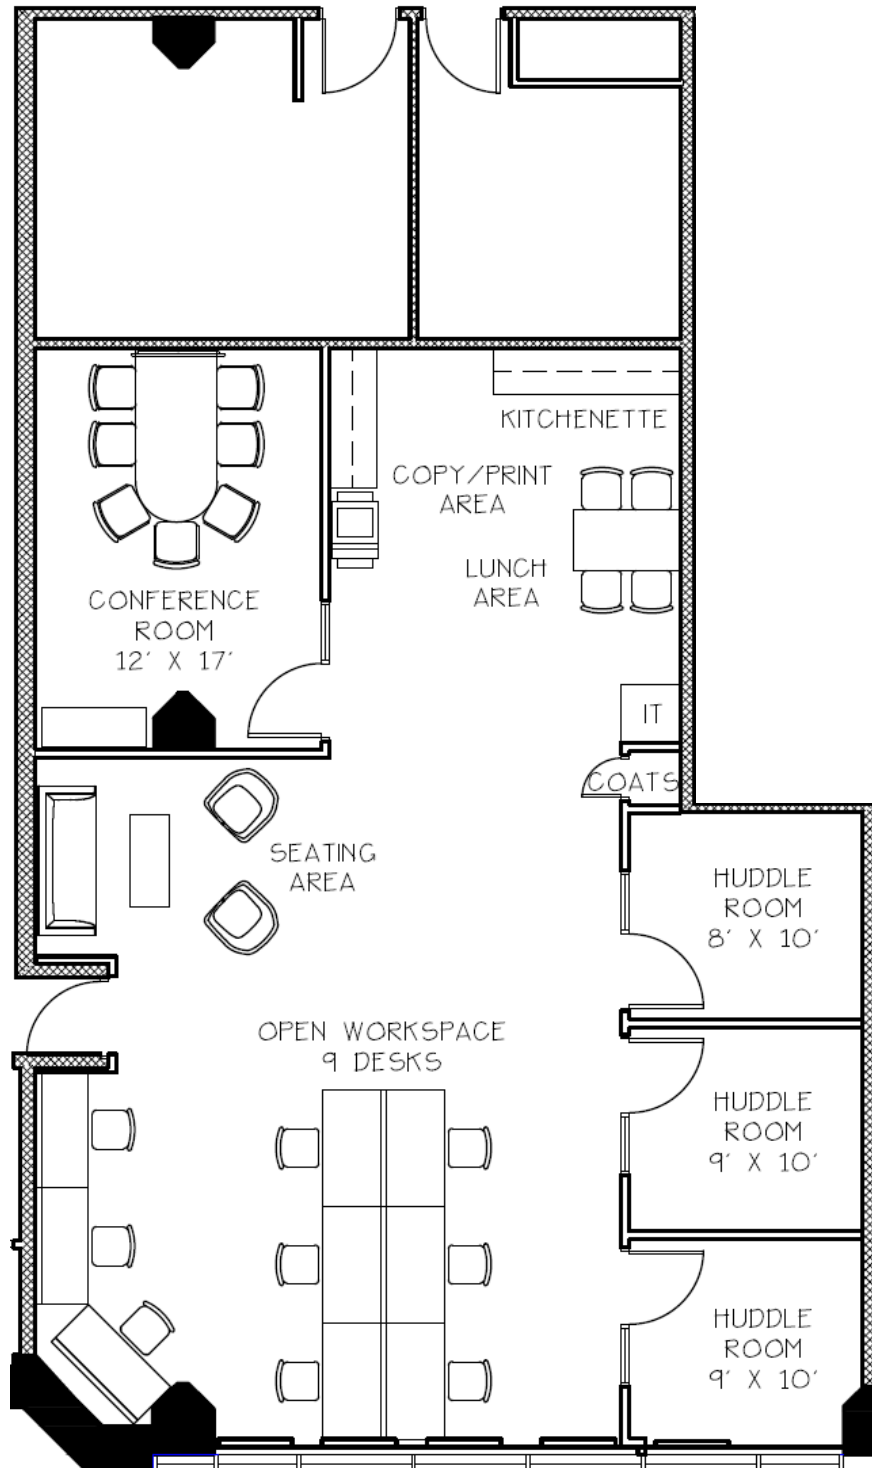 KITCHENETTE
COPY/PRINT
AREA
LUNCH
AREA
CONFERENCE
ROOM
12' X 17'
IT
COATS
SEATING
AREA
HUDDLE
ROOM
8' X 10'
OPEN WORKSPACE
9 DESKS
HUDDLE
ROOM
9' X 10'
HUDDLE
ROOM
9' X 10'